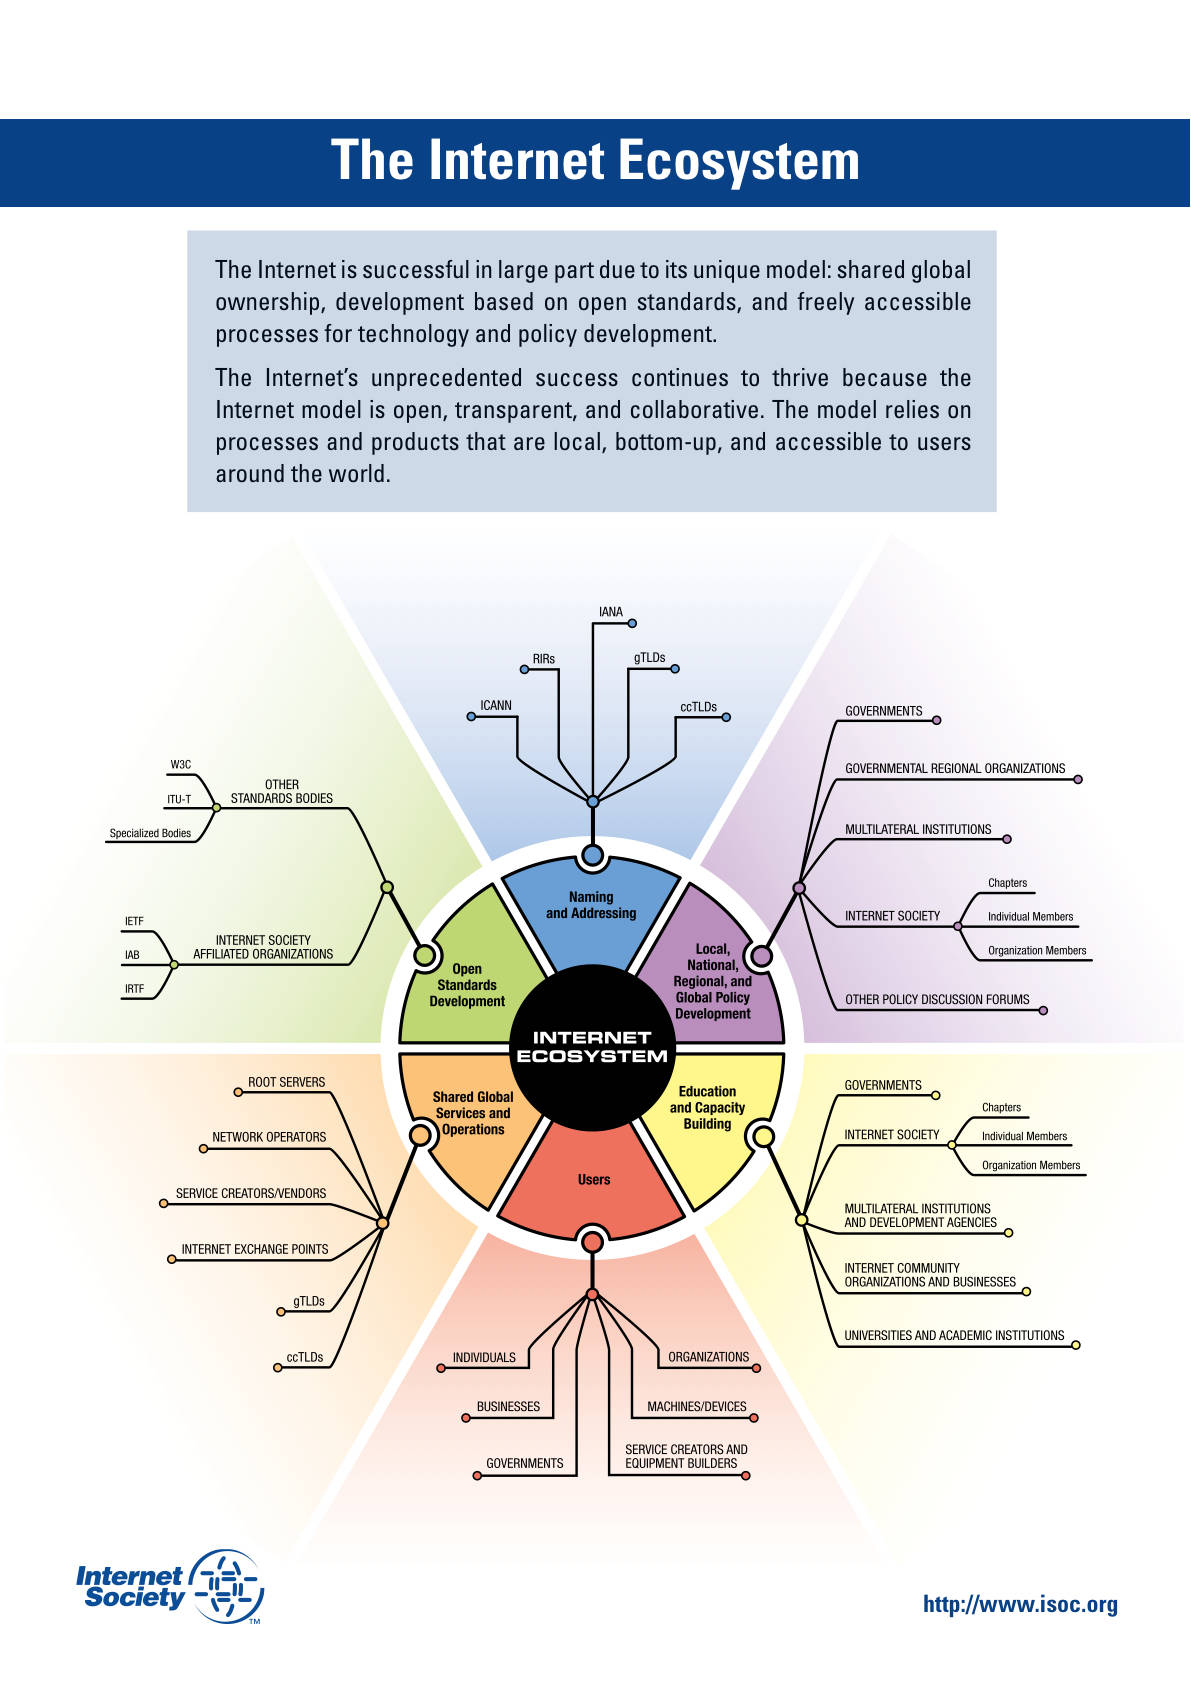 The Internet Ecosystem
The Internet is successful in large part due to its unique model: shared global
ownership, development based on open standards, and freely accessible
processes for technology and policy development.
The Internet's unprecedented success continues to thrive because the
Internet model is open, transparent, and collaborative. The model relies on
processes and products that are local, bottom-up, and accessible to users
around the world.
IANA
RIRs
gTLDs
ICANN
ccTLDs
Naming
and Addressing
GOVERNMENTS
GOVERNMENTAL REGIONAL ORGANIZATIONS
MULTILATERAL INSTITUTIONS
INTERNET SOCIETY
Chapters
Individual Members
Organization Members
OTHER POLICY DISCUSSION FORUMS
Local,
National,
Regional, and
Global Policy
Development
W3C
ITU-T
Specialized Bodies
OTHER
STANDARDS BODIES
IETF
IAB
IRTF
INTERNET SOCIETY
AFFILIATED ORGANIZATIONS
Open
Standards
Development
INTERNET
ECOSYSTEM
Shared Global
Services and
Operations
ROOT SERVERS
NETWORK OPERATORS
SERVICE CREATORS/VENDORS
INTERNET EXCHANGE POINTS
gTLDs
ccTLDs
Education
and Capacity
Building
GOVERNMENTS
INTERNET SOCIETY
Chapters
Individual Members
Organization Members
MULTILATERAL INSTITUTIONS
AND DEVELOPMENT AGENCIES
INTERNET COMMUNITY
ORGANIZATIONS AND BUSINESSES
UNIVERSITIES AND ACADEMIC INSTITUTIONS
Users
INDIVIDUALS
BUSINESSES
GOVERNMENTS
ORGANIZATIONS
MACHINES/DEVICES
SERVICE CREATORS AND
EQUIPMENT BUILDERS
Internet
Society
TM
http://www.isoc.org